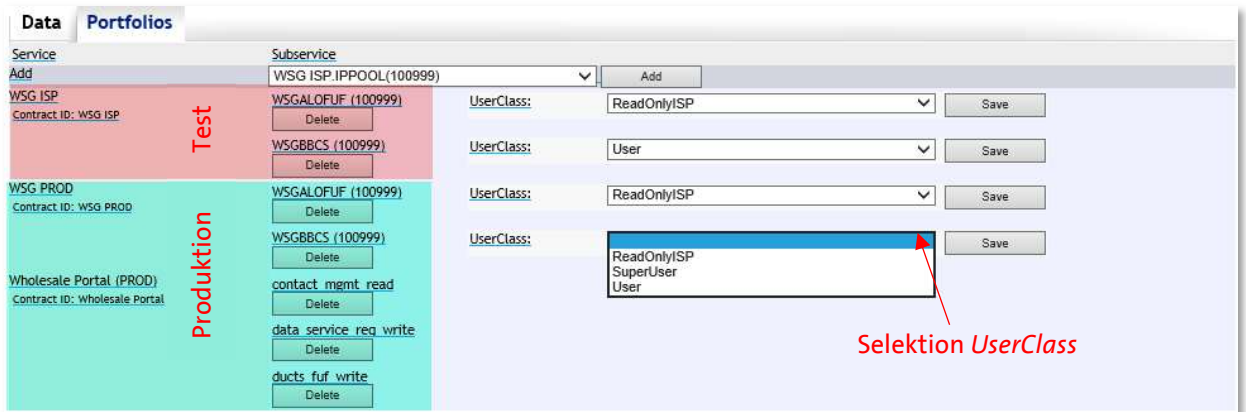 Data Portfolios
Service Subservice
Add WSG ISP.IPPOOL(100999) Add
WSG ISP WSGALOFUF (100999) UserClass: ReadOnlyISP Save
Contract ID: WSG ISP Delete
Test
WSGBBCS (100999) UserClass: User Save
Delete
WSG PROD WSGALOFUF (100999) UserClass: ReadOnlyISP Save
Contract ID: WSG PROD Delete
Produktion
WSGBBCS (100999) UserClass: Save
Delete ReadOnlyISP
SuperUser
User
Wholesale Portal (PROD) contact_mgmt_read
Contract ID: Wholesale Portal Delete
data_service_req_write
Delete
Selektion UserClass
ducts_fuf_write
Delete